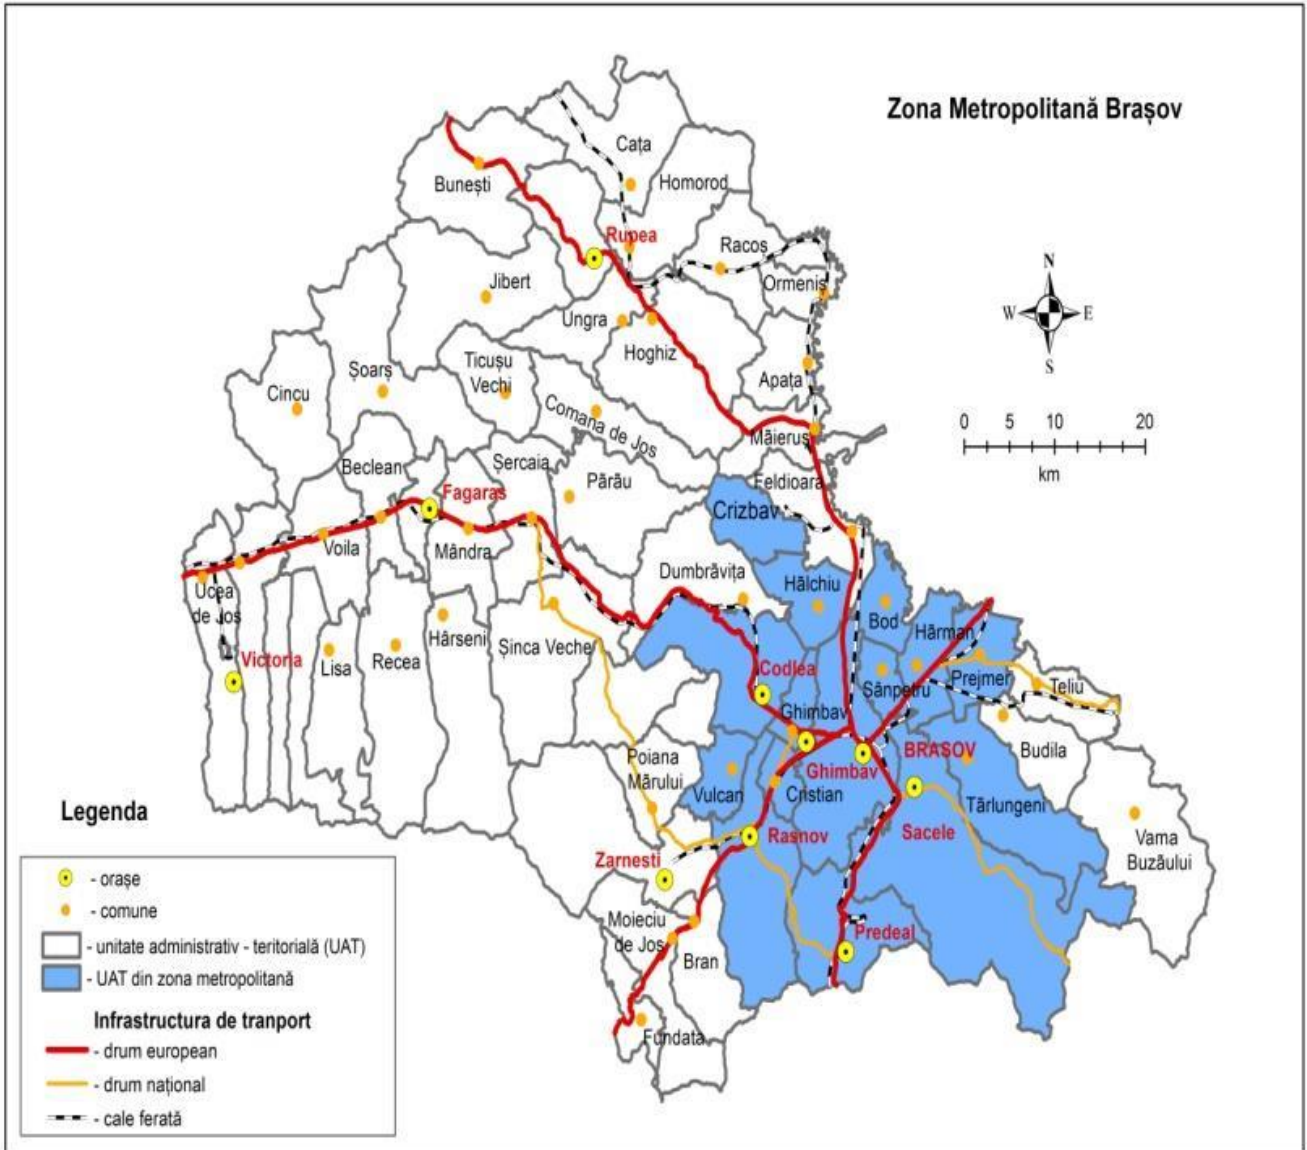 Zona Metropolitană Brașov
Cața
Homorod
Bunești
Rupea
Racoș
Ormeniș
Jibert
Ungra
Hoghiz
N
W
E
S
Șoarș
Ticușu
Vechi
Cincu
Apața
Comana de Jos
0 5 10 20
km
Măieruș
Beclean
Șercaia
Părău
Feldioara
Fagaras
Crizbav
Voila
Mândra
Dumbrăvița
Hălchiu
Ucea
de Jos
Bod
Hărman
Hârseni
Șinca Veche
Victoria
Lisa
Recea
Codlea
Sânpetru
Prejmer
Teliu
Ghimbav
Poiana
Mărului
Ghimbav
BRASOV
Budila
Vulcan
Cristian
Tărlungeni
Rasnov
Sacele
Vama
Buzăului
Zarnesti
Moieciu
de Jos
Predeal
Bran
Fundata
Legenda
- orașe
- comune
- unitate administrativ - teritorială (UAT)
- UAT din zona metropolitană
Infrastructura de tranport
- drum european
- drum național
- cale ferată